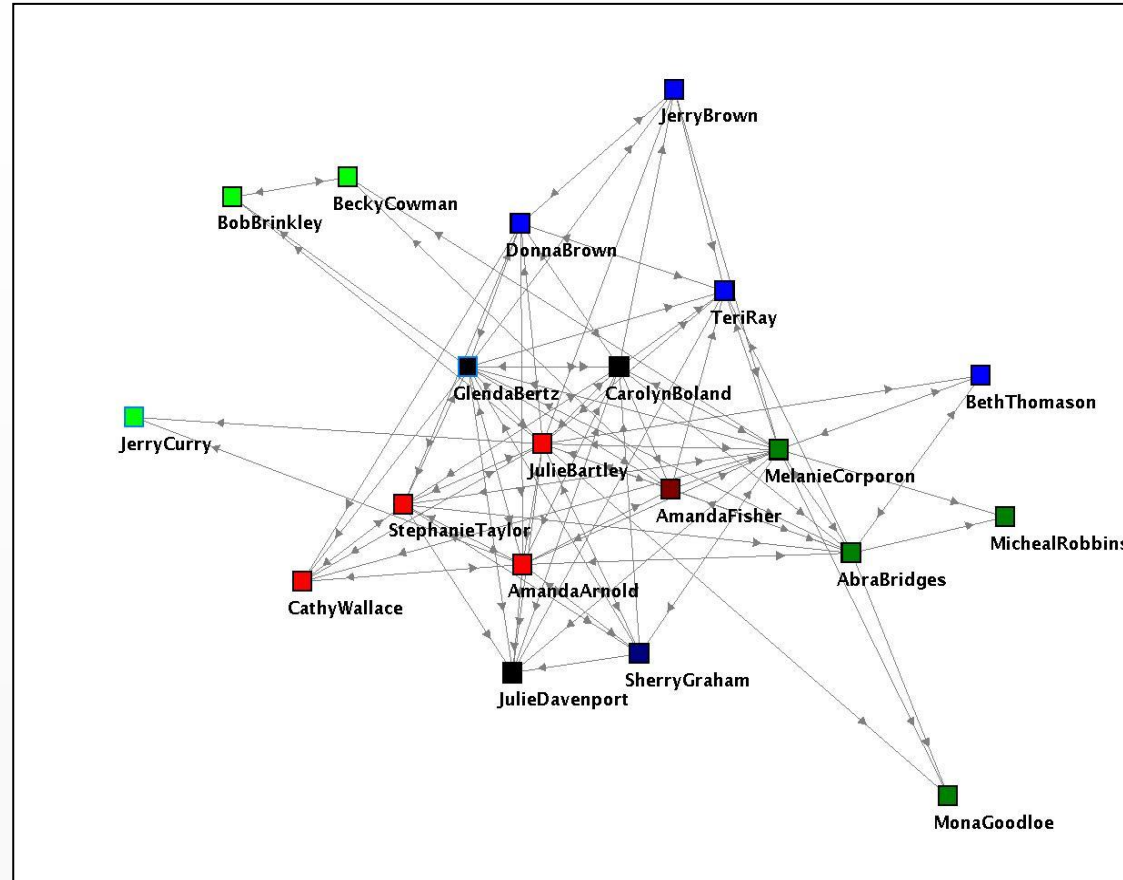 JerryBrown
BeckyCowman
BobBrinkley
DonnaBrown
TeriRay
GlendaBertz
CarolynBoland
BethThomason
JerryCurry
JulieBartley
MelanieCorporon
AmandaFisher
StephanieTaylor
MichealRobbins
AbraBridges
AmandaArnold
CathyWallace
SherryGraham
JulieDavenport
MonaGoodloe